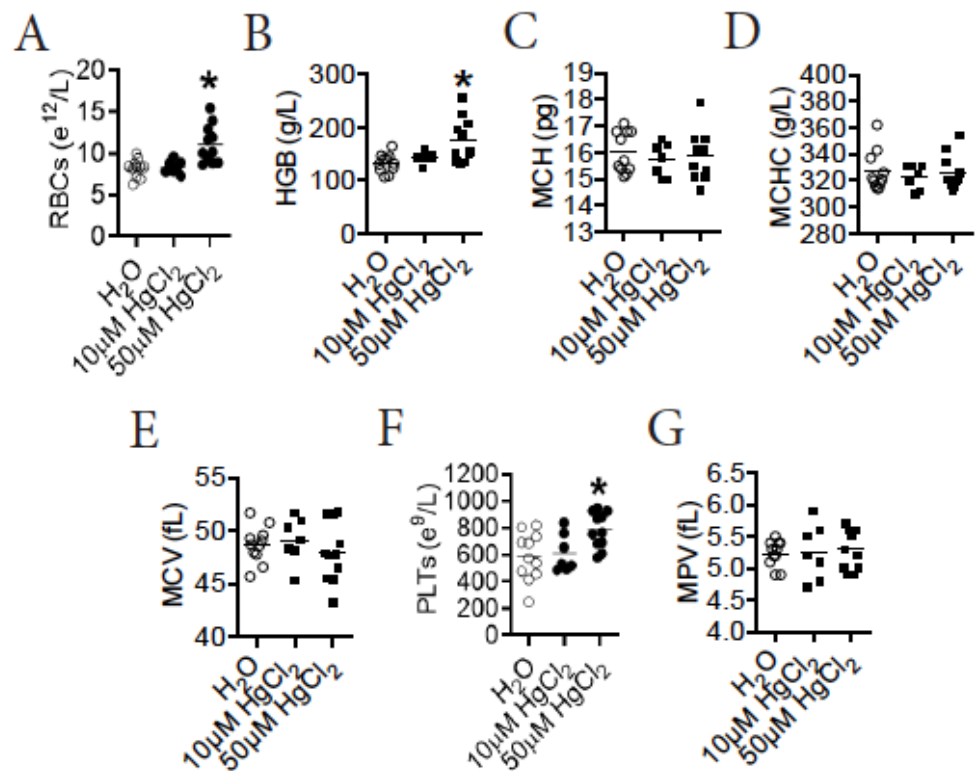 A
RBCs (e¹²/L)
20
15
10
5
0
*
H₂O
10µM HgCl₂
50µM HgCl₂
B
HGB (g/L)
300
200
100
0
*
H₂O
10µM HgCl₂
50µM HgCl₂
C
MCH (pg)
19
18
17
16
15
14
13
H₂O
10µM HgCl₂
50µM HgCl₂
D
MCHC (g/L)
400
380
360
340
320
300
280
H₂O
10µM HgCl₂
50µM HgCl₂
E
MCV (fL)
55
50
45
40
H₂O
10µM HgCl₂
50µM HgCl₂
F
PLTs (e⁹/L)
1200
1000
800
600
400
200
0
*
H₂O
10µM HgCl₂
50µM HgCl₂
G
MPV (fL)
6.5
6.0
5.5
5.0
4.5
4.0
H₂O
10µM HgCl₂
50µM HgCl₂